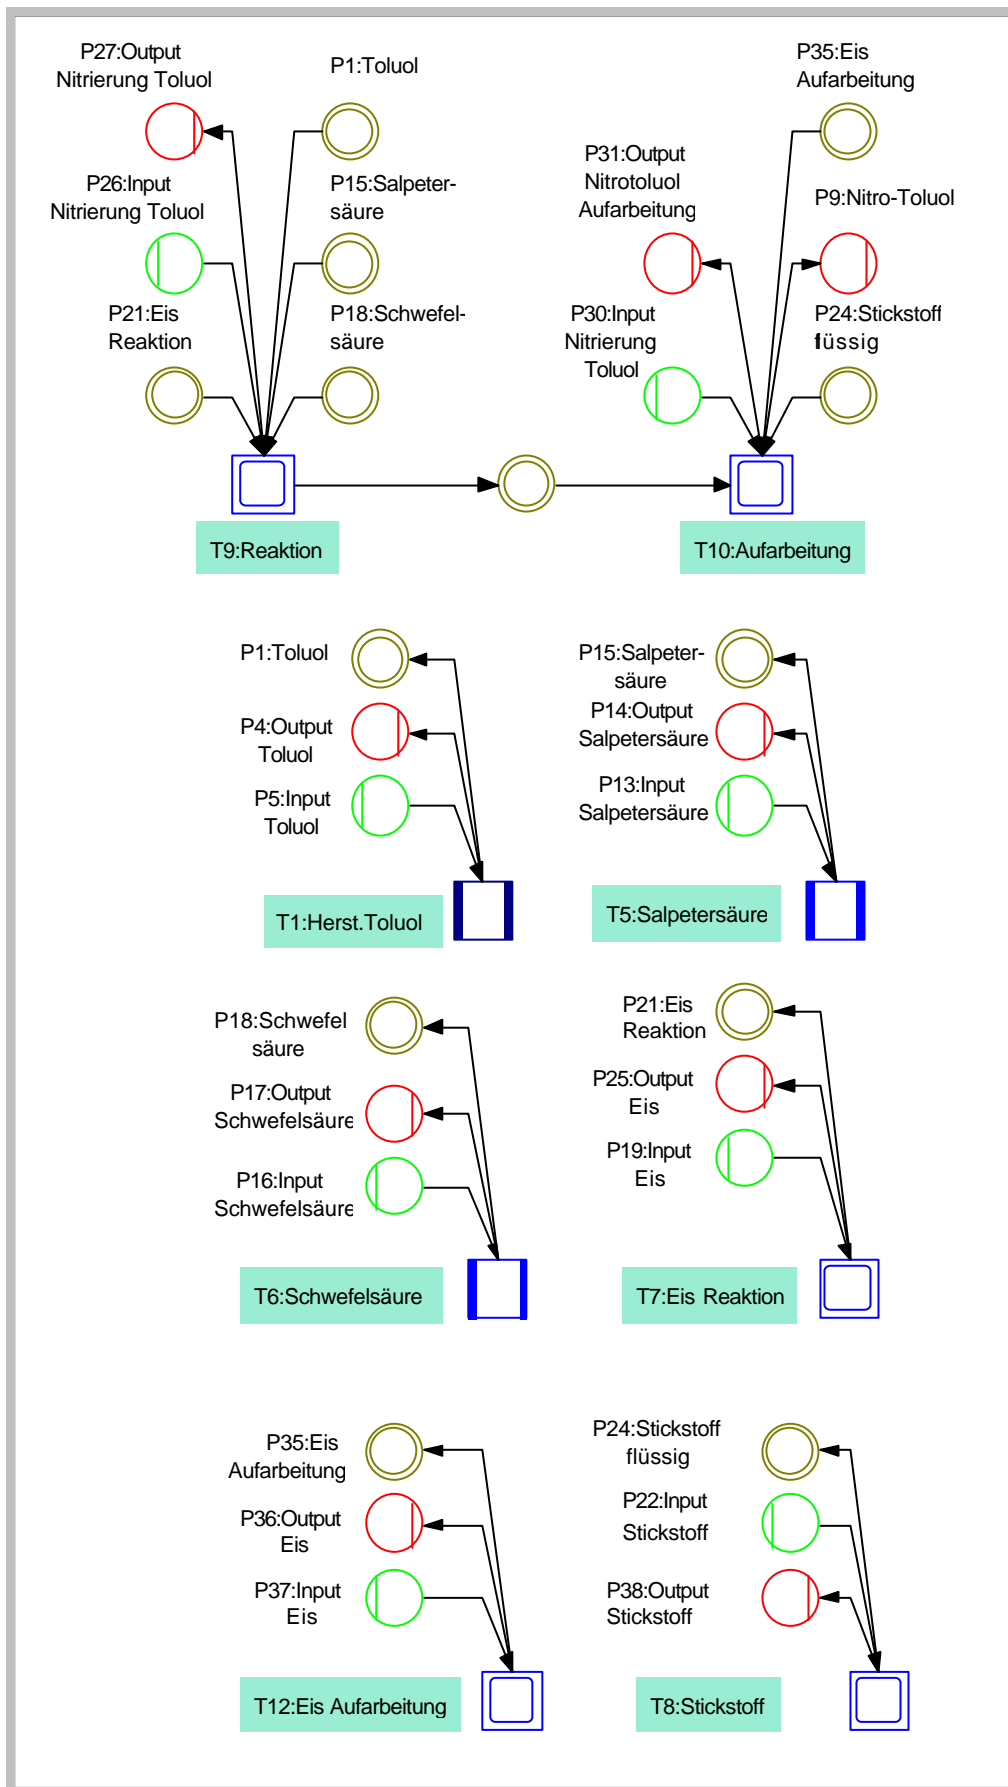 P27:Output
Nitrierung Toluol
P1:Toluol
P35:Eis
Aufarbeitung
P26:Input
Nitrierung Toluol
P15:Salpeter-
säure
P31:Output
Nitrotoluol
Aufarbeitung
P9:Nitro-Toluol
P21:Eis
Reaktion
P18:Schwefel-
säure
P30:Input
Nitrierung
Toluol
P24:Stickstoff
flüssig
T9:Reaktion
T10:Aufarbeitung
P1:Toluol
P4:Output
Toluol
P5:Input
Toluol
T1:Herst.Toluol
P15:Salpeter-
säure
P14:Output
Salpetersäure
P13:Input
Salpetersäure
T5:Salpetersäure
P18:Schwefel
säure
P17:Output
Schwefelsäure
P16:Input
Schwefelsäure
T6:Schwefelsäure
P21:Eis
Reaktion
P25:Output
Eis
P19:Input
Eis
T7:Eis Reaktion
P35:Eis
Aufarbeitung
P36:Output
Eis
P37:Input
Eis
T12:Eis Aufarbeitung
P24:Stickstoff
flüssig
P22:Input
Stickstoff
P38:Output
Stickstoff
T8:Stickstoff